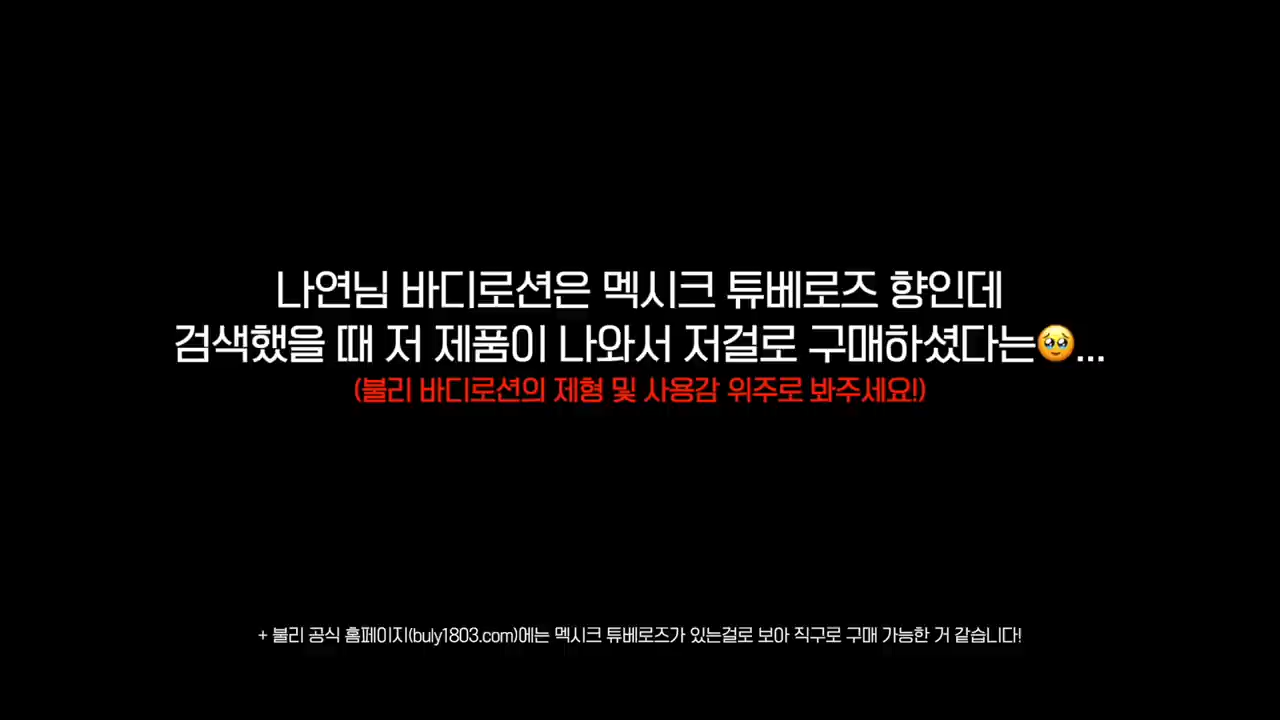 나연님 바디로션은 멕시크 튜베로즈 향인데
검색했을 때 저 제품이 나와서 저걸로 구매하셨다는🥹...
(불리 바디로션의 제형 및 사용감 위주로 봐주세요!)
+ 불리 공식 홈페이지(buly1803.com)에는 멕시크 튜베로즈가 있는걸로 보아 직구로 구매 가능한 거 같습니다!